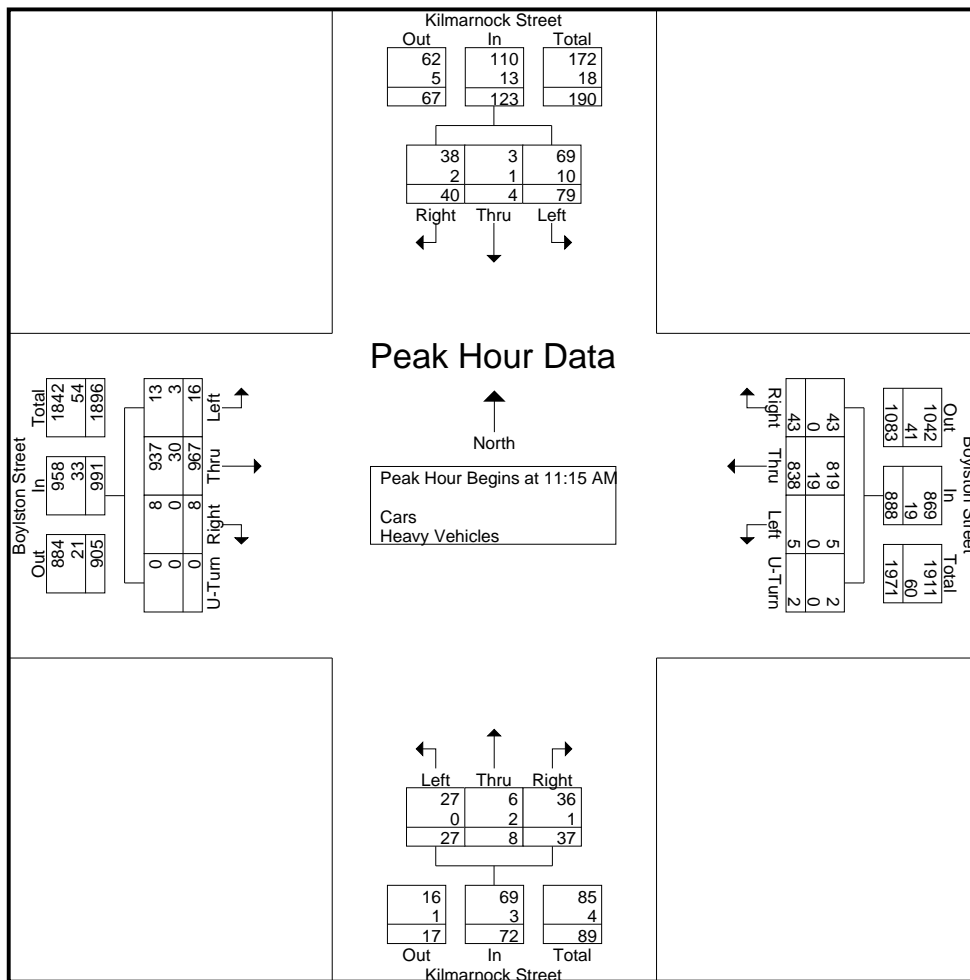 Kilmarnock Street
Out In Total
62 110 172
5 13 18
67 123 190
38 3 69
2 1 10
40 4 79
Right Thru Left
Peak Hour Data
North
Peak Hour Begins at 11:15 AM
Cars
Heavy Vehicles
Boylston Street
Total In Out
1842 958 884
54 33 21
1896 991 905
13 937 8 0
3 30 0 0
16 967 8 0
Left Thru Right U-Turn
Boylston Street
Out In Total
1042 869 1911
41 19 60
1083 888 1971
43 819 5 2
0 19 0 0
43 838 5 2
Right Thru Left U-Turn
Left Thru Right
27 6 36
0 2 1
27 8 37
16 69 85
1 3 4
17 72 89
Out In Total
Kilmarnock Street